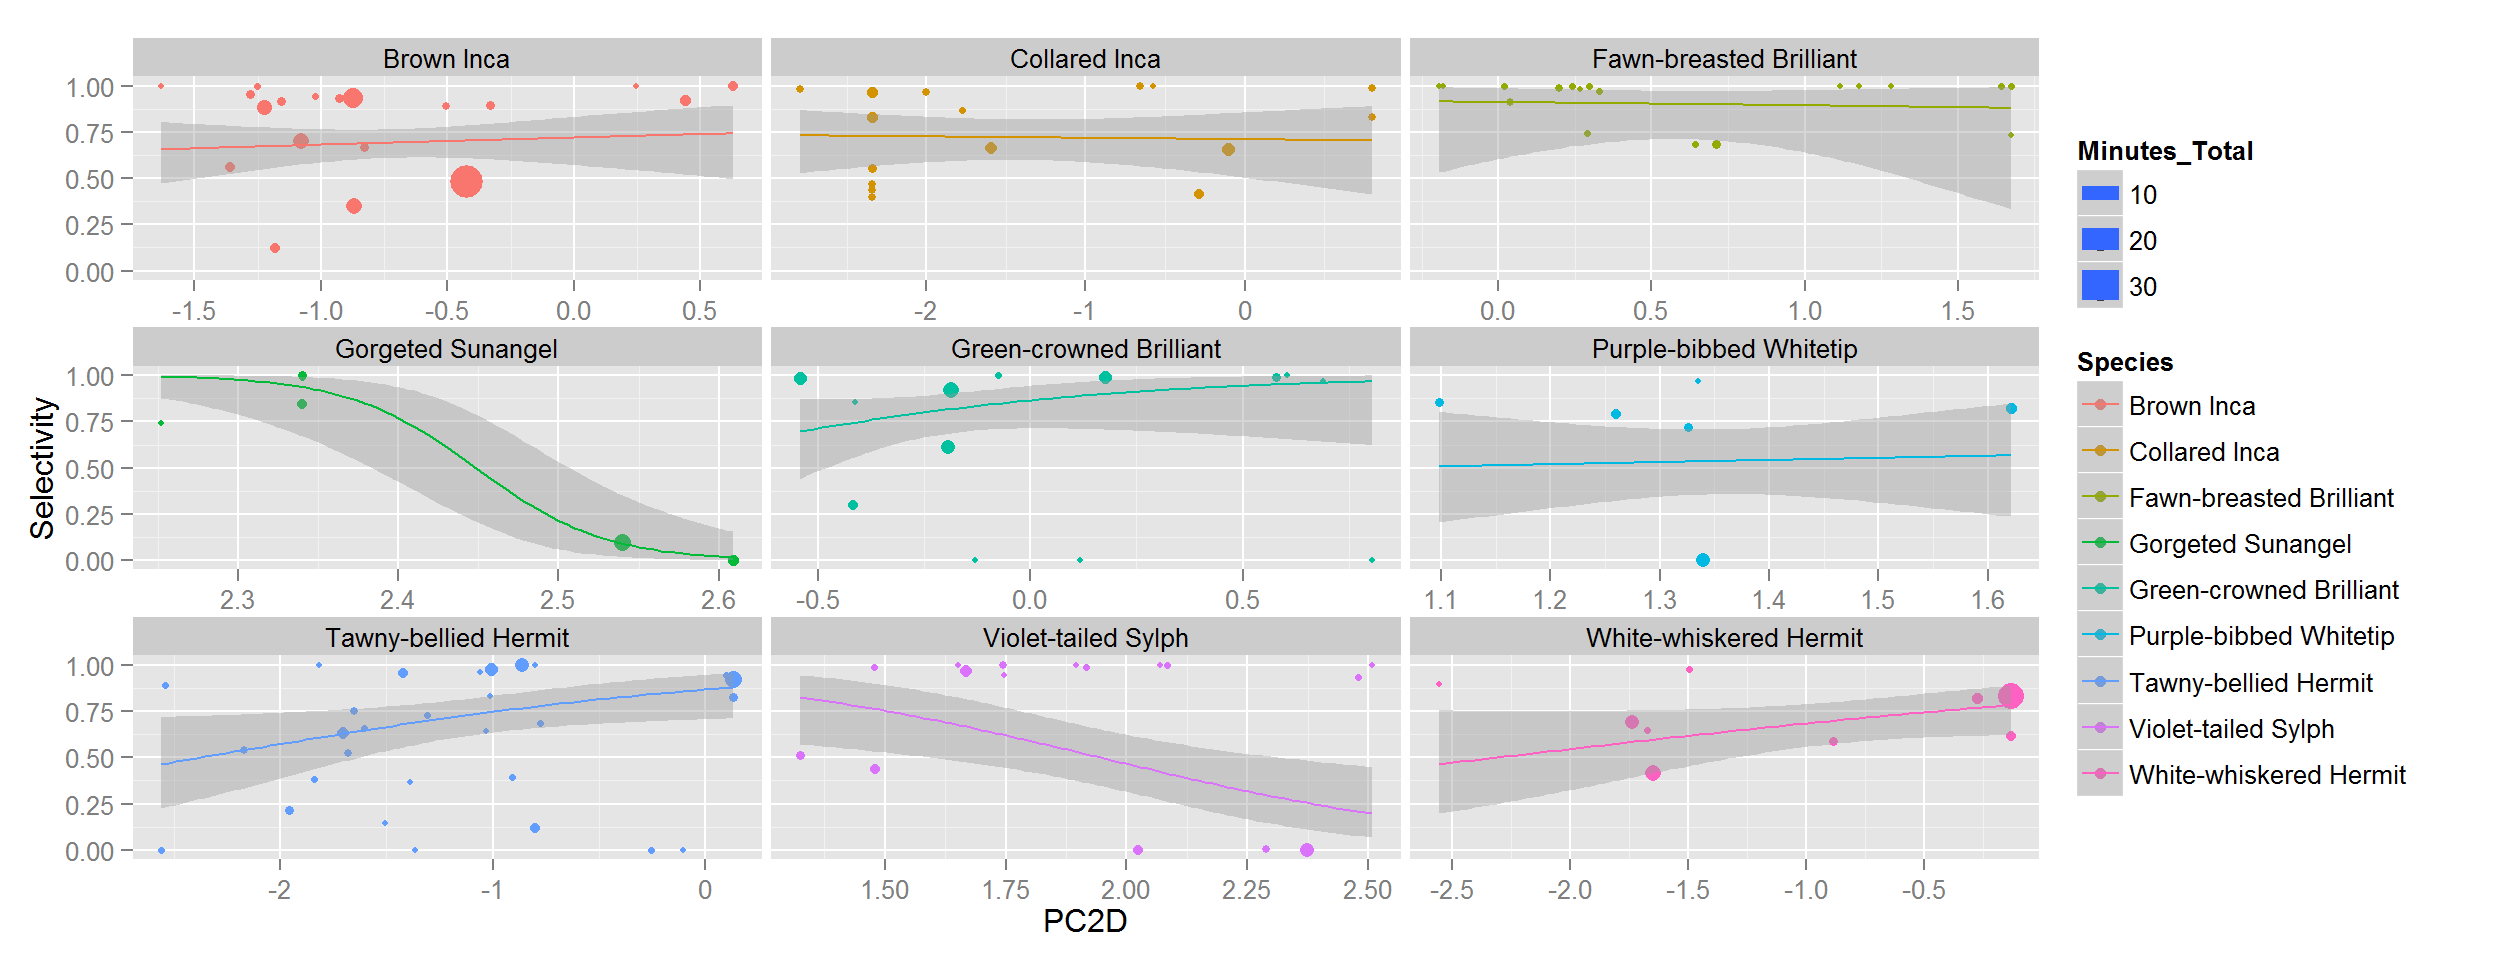 Brown Inca
Collared Inca
Fawn-breasted Brilliant
1.00
0.75
0.50
0.25
0.00
-1.5 -1.0 -0.5 0.0 0.5
-2 -1 0
0.0 0.5 1.0 1.5
Gorgeted Sunangel
Green-crowned Brilliant
Purple-bibbed Whitetip
1.00
0.75
0.50
0.25
0.00
2.3 2.4 2.5 2.6
-0.5 0.0 0.5
1.1 1.2 1.3 1.4 1.5 1.6
Tawny-bellied Hermit
Violet-tailed Sylph
White-whiskered Hermit
1.00
0.75
0.50
0.25
0.00
-2 -1 0
1.50 1.75 2.00 2.25 2.50
-2.5 -2.0 -1.5 -1.0 -0.5
Selectivity
PC2D
Minutes_Total
10
20
30
Species
Brown Inca
Collared Inca
Fawn-breasted Brilliant
Gorgeted Sunangel
Green-crowned Brilliant
Purple-bibbed Whitetip
Tawny-bellied Hermit
Violet-tailed Sylph
White-whiskered Hermit